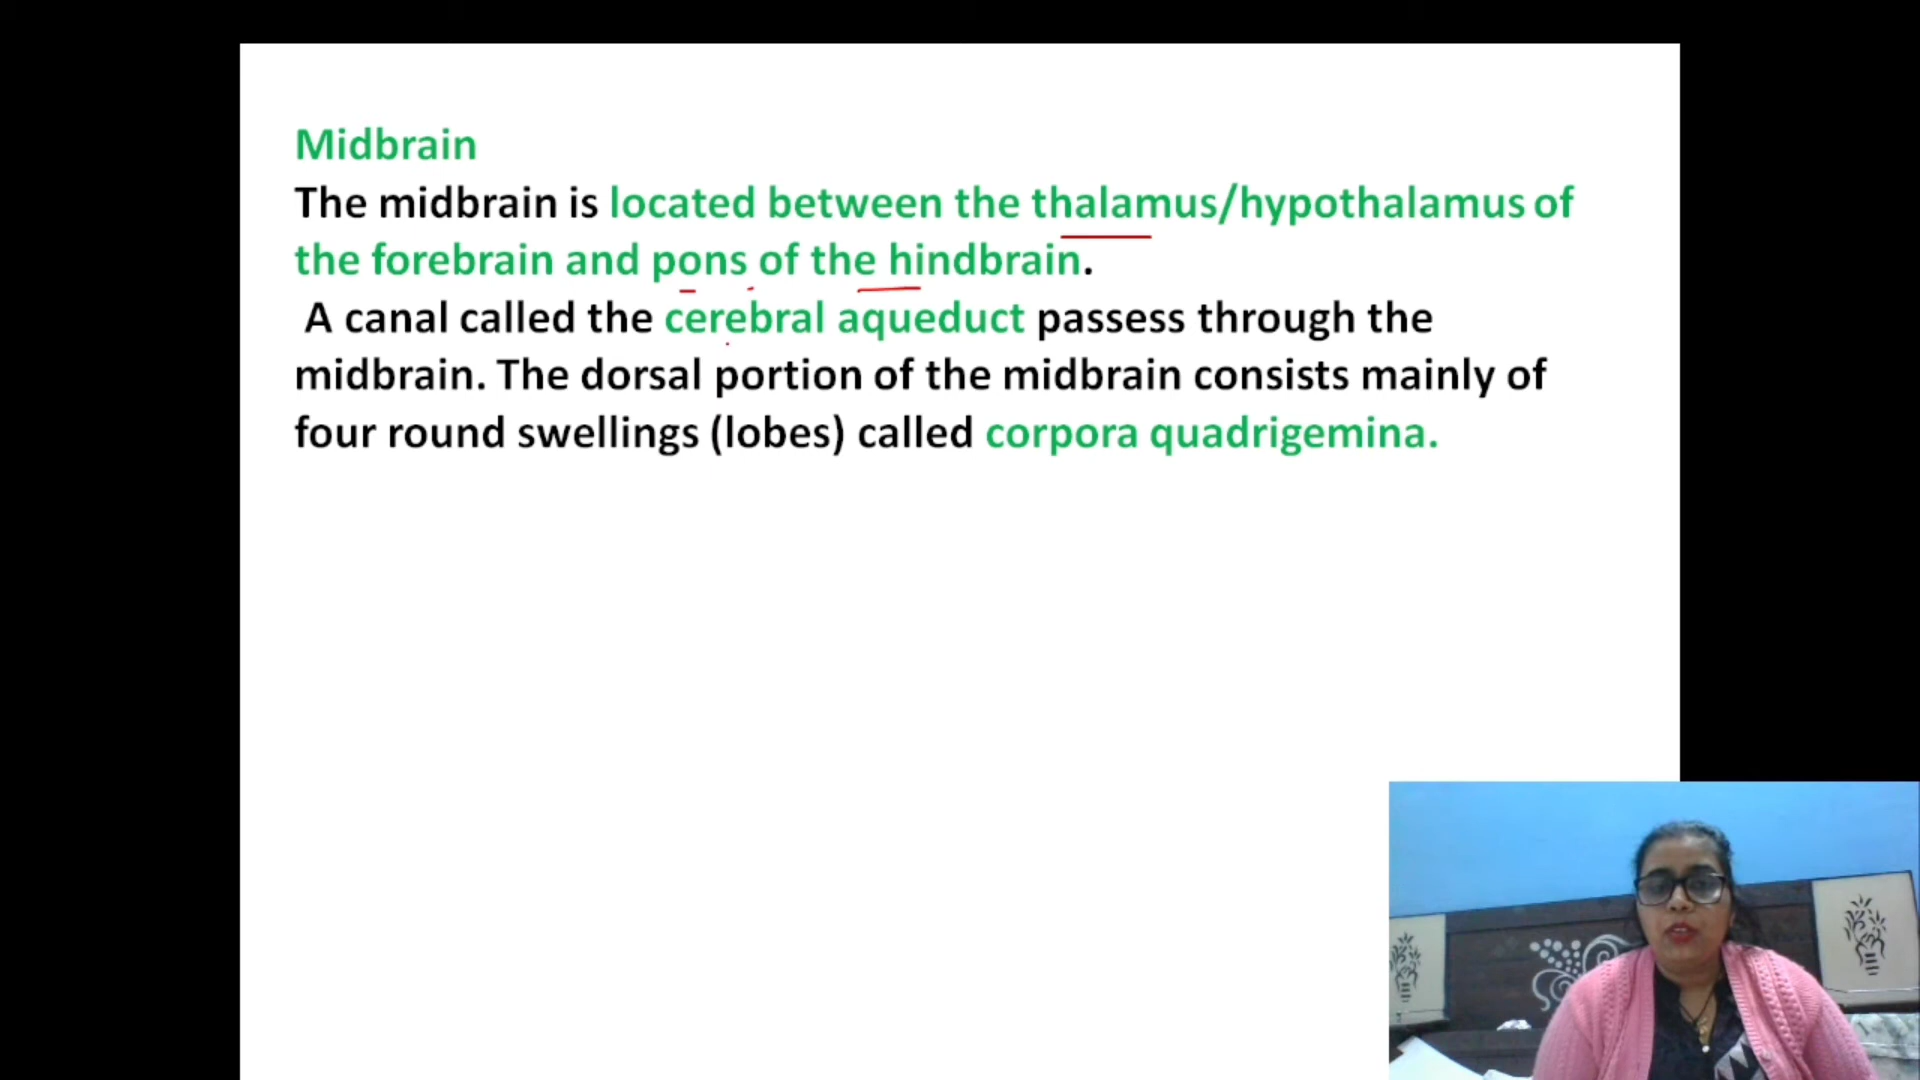 Midbrain
The midbrain is located between the thalamus/hypothalamus of
the forebrain and pons of the hindbrain.
A canal called the cerebral aqueduct passess through the
midbrain. The dorsal portion of the midbrain consists mainly of
four round swellings (lobes) called corpora quadrigemina.